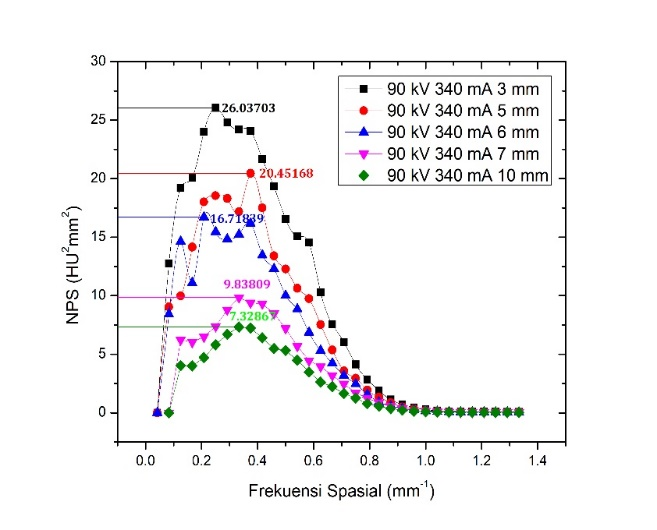 30
25
20
15
10
5
0
NPS (HU²mm²)
26.03703
20.45168
16.71839
9.83809
7.3286
90 kV 340 mA 3 mm
90 kV 340 mA 5 mm
90 kV 340 mA 6 mm
90 kV 340 mA 7 mm
90 kV 340 mA 10 mm
0.0 0.2 0.4 0.6 0.8 1.0 1.2 1.4
Frekuensi Spasial (mm⁻¹)